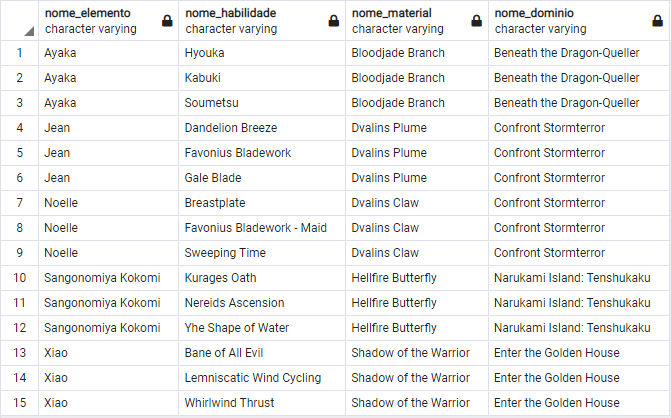 nome_elemento nome_habilidade nome_material nome_dominio
character varying character varying character varying character varying
1 Ayaka Hyouka Bloodjade Branch Beneath the Dragon-Queller
2 Ayaka Kabuki Bloodjade Branch Beneath the Dragon-Queller
3 Ayaka Soumetsu Bloodjade Branch Beneath the Dragon-Queller
4 Jean Dandelion Breeze Dvalins Plume Confront Stormterror
5 Jean Favonius Bladework Dvalins Plume Confront Stormterror
6 Jean Gale Blade Dvalins Plume Confront Stormterror
7 Noelle Breastplate Dvalins Claw Confront Stormterror
8 Noelle Favonius Bladework - Maid Dvalins Claw Confront Stormterror
9 Noelle Sweeping Time Dvalins Claw Confront Stormterror
10 Sangonomiya Kokomi Kurages Oath Hellfire Butterfly Narukami Island: Tenshukaku
11 Sangonomiya Kokomi Nereids Ascension Hellfire Butterfly Narukami Island: Tenshukaku
12 Sangonomiya Kokomi Yhe Shape of Water Hellfire Butterfly Narukami Island: Tenshukaku
13 Xiao Bane of All Evil Shadow of the Warrior Enter the Golden House
14 Xiao Lemniscatic Wind Cycling Shadow of the Warrior Enter the Golden House
15 Xiao Whirlwind Thrust Shadow of the Warrior Enter the Golden House